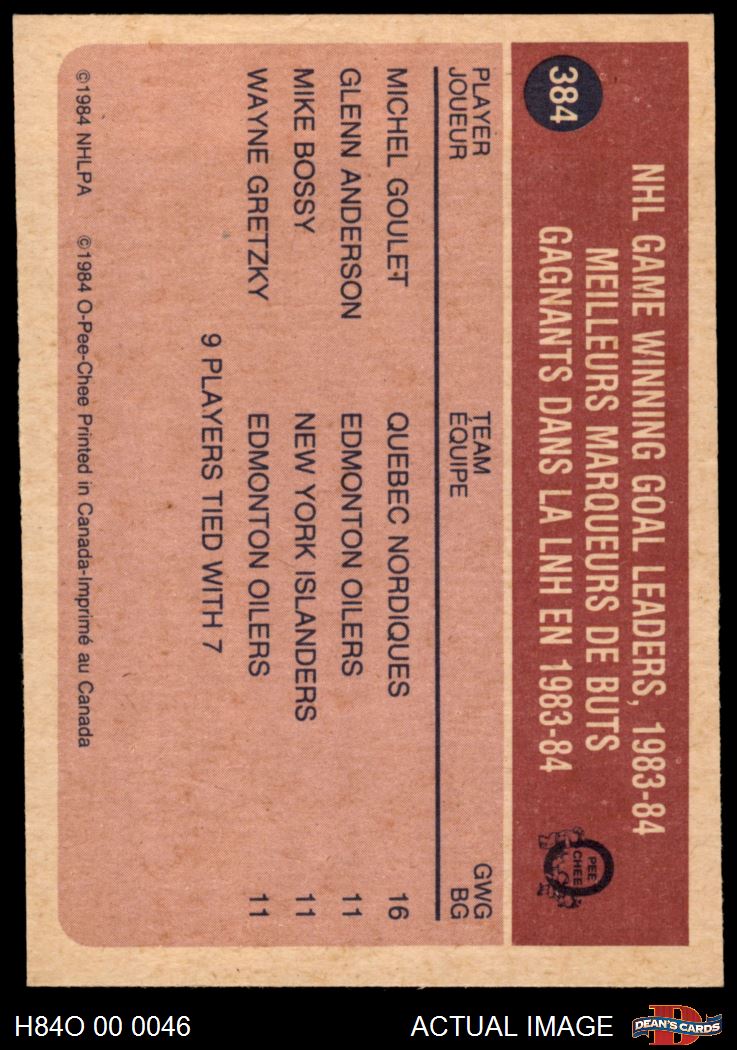 384
NHL GAME WINNING GOAL LEADERS, 1983-84
MEILLEURS MARQUEURS DE BUTS
GAGNANTS DANS LA LNH EN 1983-84
PEE
CHEE
PLAYER TEAM GWG
JOUEUR ÉQUIPE BG
MICHEL GOULET QUEBEC NORDIQUES 16
GLENN ANDERSON EDMONTON OILERS 11
MIKE BOSSY NEW YORK ISLANDERS 11
WAYNE GRETZKY EDMONTON OILERS 11
9 PLAYERS TIED WITH 7
©1984 NHLPA ©1984 O-Pee-Chee Printed in Canada-Imprimé au Canada
H84O 00 0046 ACTUAL IMAGE
DEAN'S CARDS